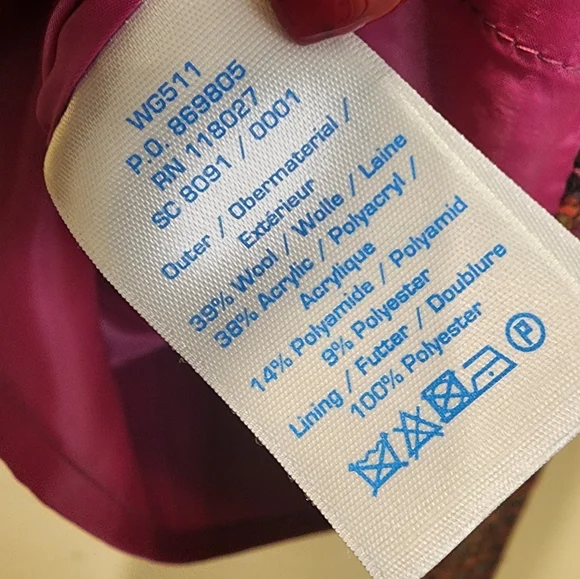 WG511
P.O. 869805
RN 118027
SC 8091 / 0001
Outer / Obermaterial /
Extérieur
39% Wool / Wolle / Laine
38% Acrylic / Polyacryl /
Acrylique
14% Polyamide / Polyamid
9% Polyester
Lining / Futter / Doublure
100% Polyester
P